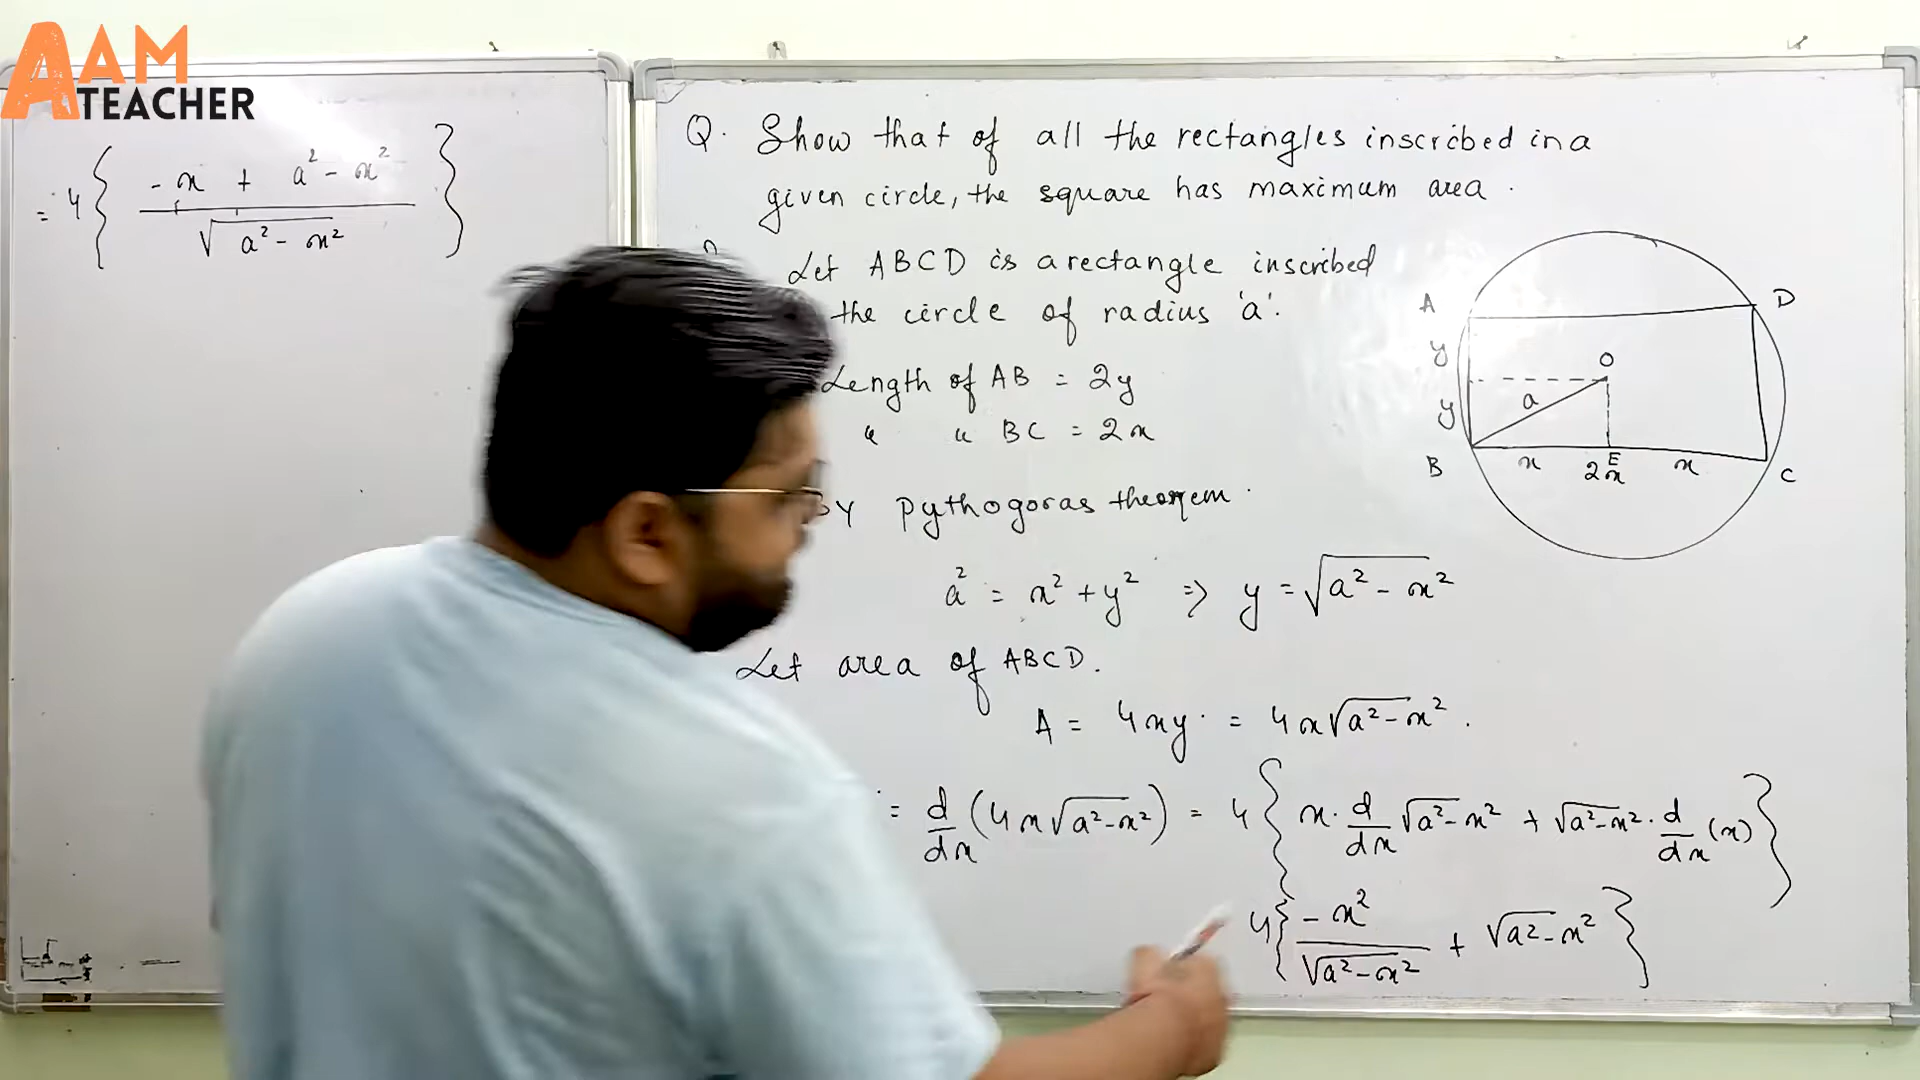 AAM
TEACHER
= 4 { (-x + a² - x²) / √(a² - x²) }
Q. Show that of all the rectangles inscribed in a
given circle, the square has maximum area.
Let ABCD is a rectangle inscribed
the circle of radius 'a'.
Length of AB = 2y
" " BC = 2x
By Pythogoras theorem.
a² = x² + y² ⇒ y = √(a² - x²)
Let area of ABCD.
A = 4xy = 4x√(a² - x²).
= d/dx (4x√(a² - x²)) = 4 { x · d/dx √(a² - x²) + √(a² - x²) · d/dx (x) }
4 { -x² / √(a² - x²) + √(a² - x²) }
A D
y O
y a
B x 2x E x C